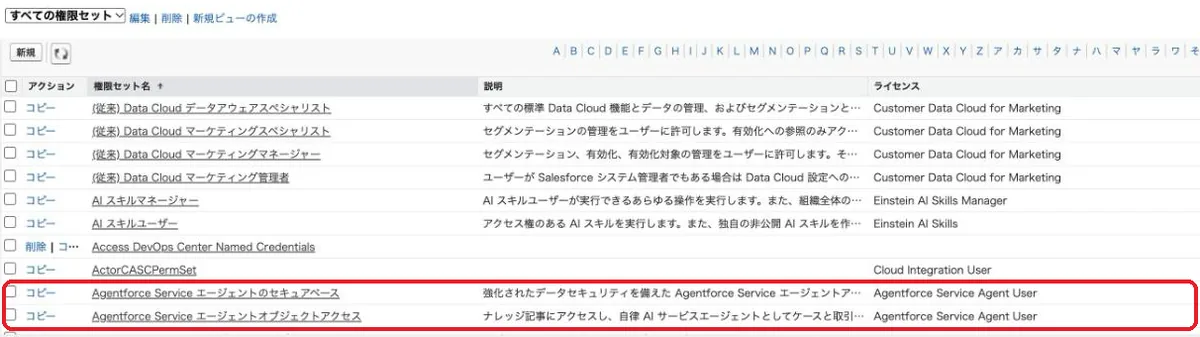 すべての権限セット 編集 | 削除 | 新規ビューの作成
新規 A B C D E F G H I J K L M N O P Q R S T U V W X Y Z ア カ サ タ ナ ハ マ ヤ ラ ワ そ
アクション 権限セット名 ↑ 説明 ライセンス
コピー (従来) Data Cloud データアウェアスペシャリスト すべての標準 Data Cloud 機能とデータの管理、およびセグメンテーションと… Customer Data Cloud for Marketing
コピー (従来) Data Cloud マーケティングスペシャリスト セグメンテーションの管理をユーザーに許可します。有効化への参照のみアク… Customer Data Cloud for Marketing
コピー (従来) Data Cloud マーケティングマネージャー セグメンテーション、有効化、有効化対象の管理をユーザーに許可します。そ… Customer Data Cloud for Marketing
コピー (従来) Data Cloud マーケティング管理者 ユーザーが Salesforce システム管理者でもある場合は Data Cloud 設定への… Customer Data Cloud for Marketing
コピー AI スキルマネージャー AI スキルユーザーが実行できるあらゆる操作を実行します。また、組織全体の… Einstein AI Skills Manager
コピー AI スキルユーザー アクセス権のある AI スキルを実行します。また、独自の非公開 AI スキルを作… Einstein AI Skills
削除 | コ… Access DevOps Center Named Credentials
コピー ActorCASCPermSet Cloud Integration User
コピー Agentforce Service エージェントのセキュアベース 強化されたデータセキュリティを備えた Agentforce Service エージェントア… Agentforce Service Agent User
コピー Agentforce Service エージェントオブジェクトアクセス ナレッジ記事にアクセスし、自律 AI サービスエージェントとしてケースと取引… Agentforce Service Agent User